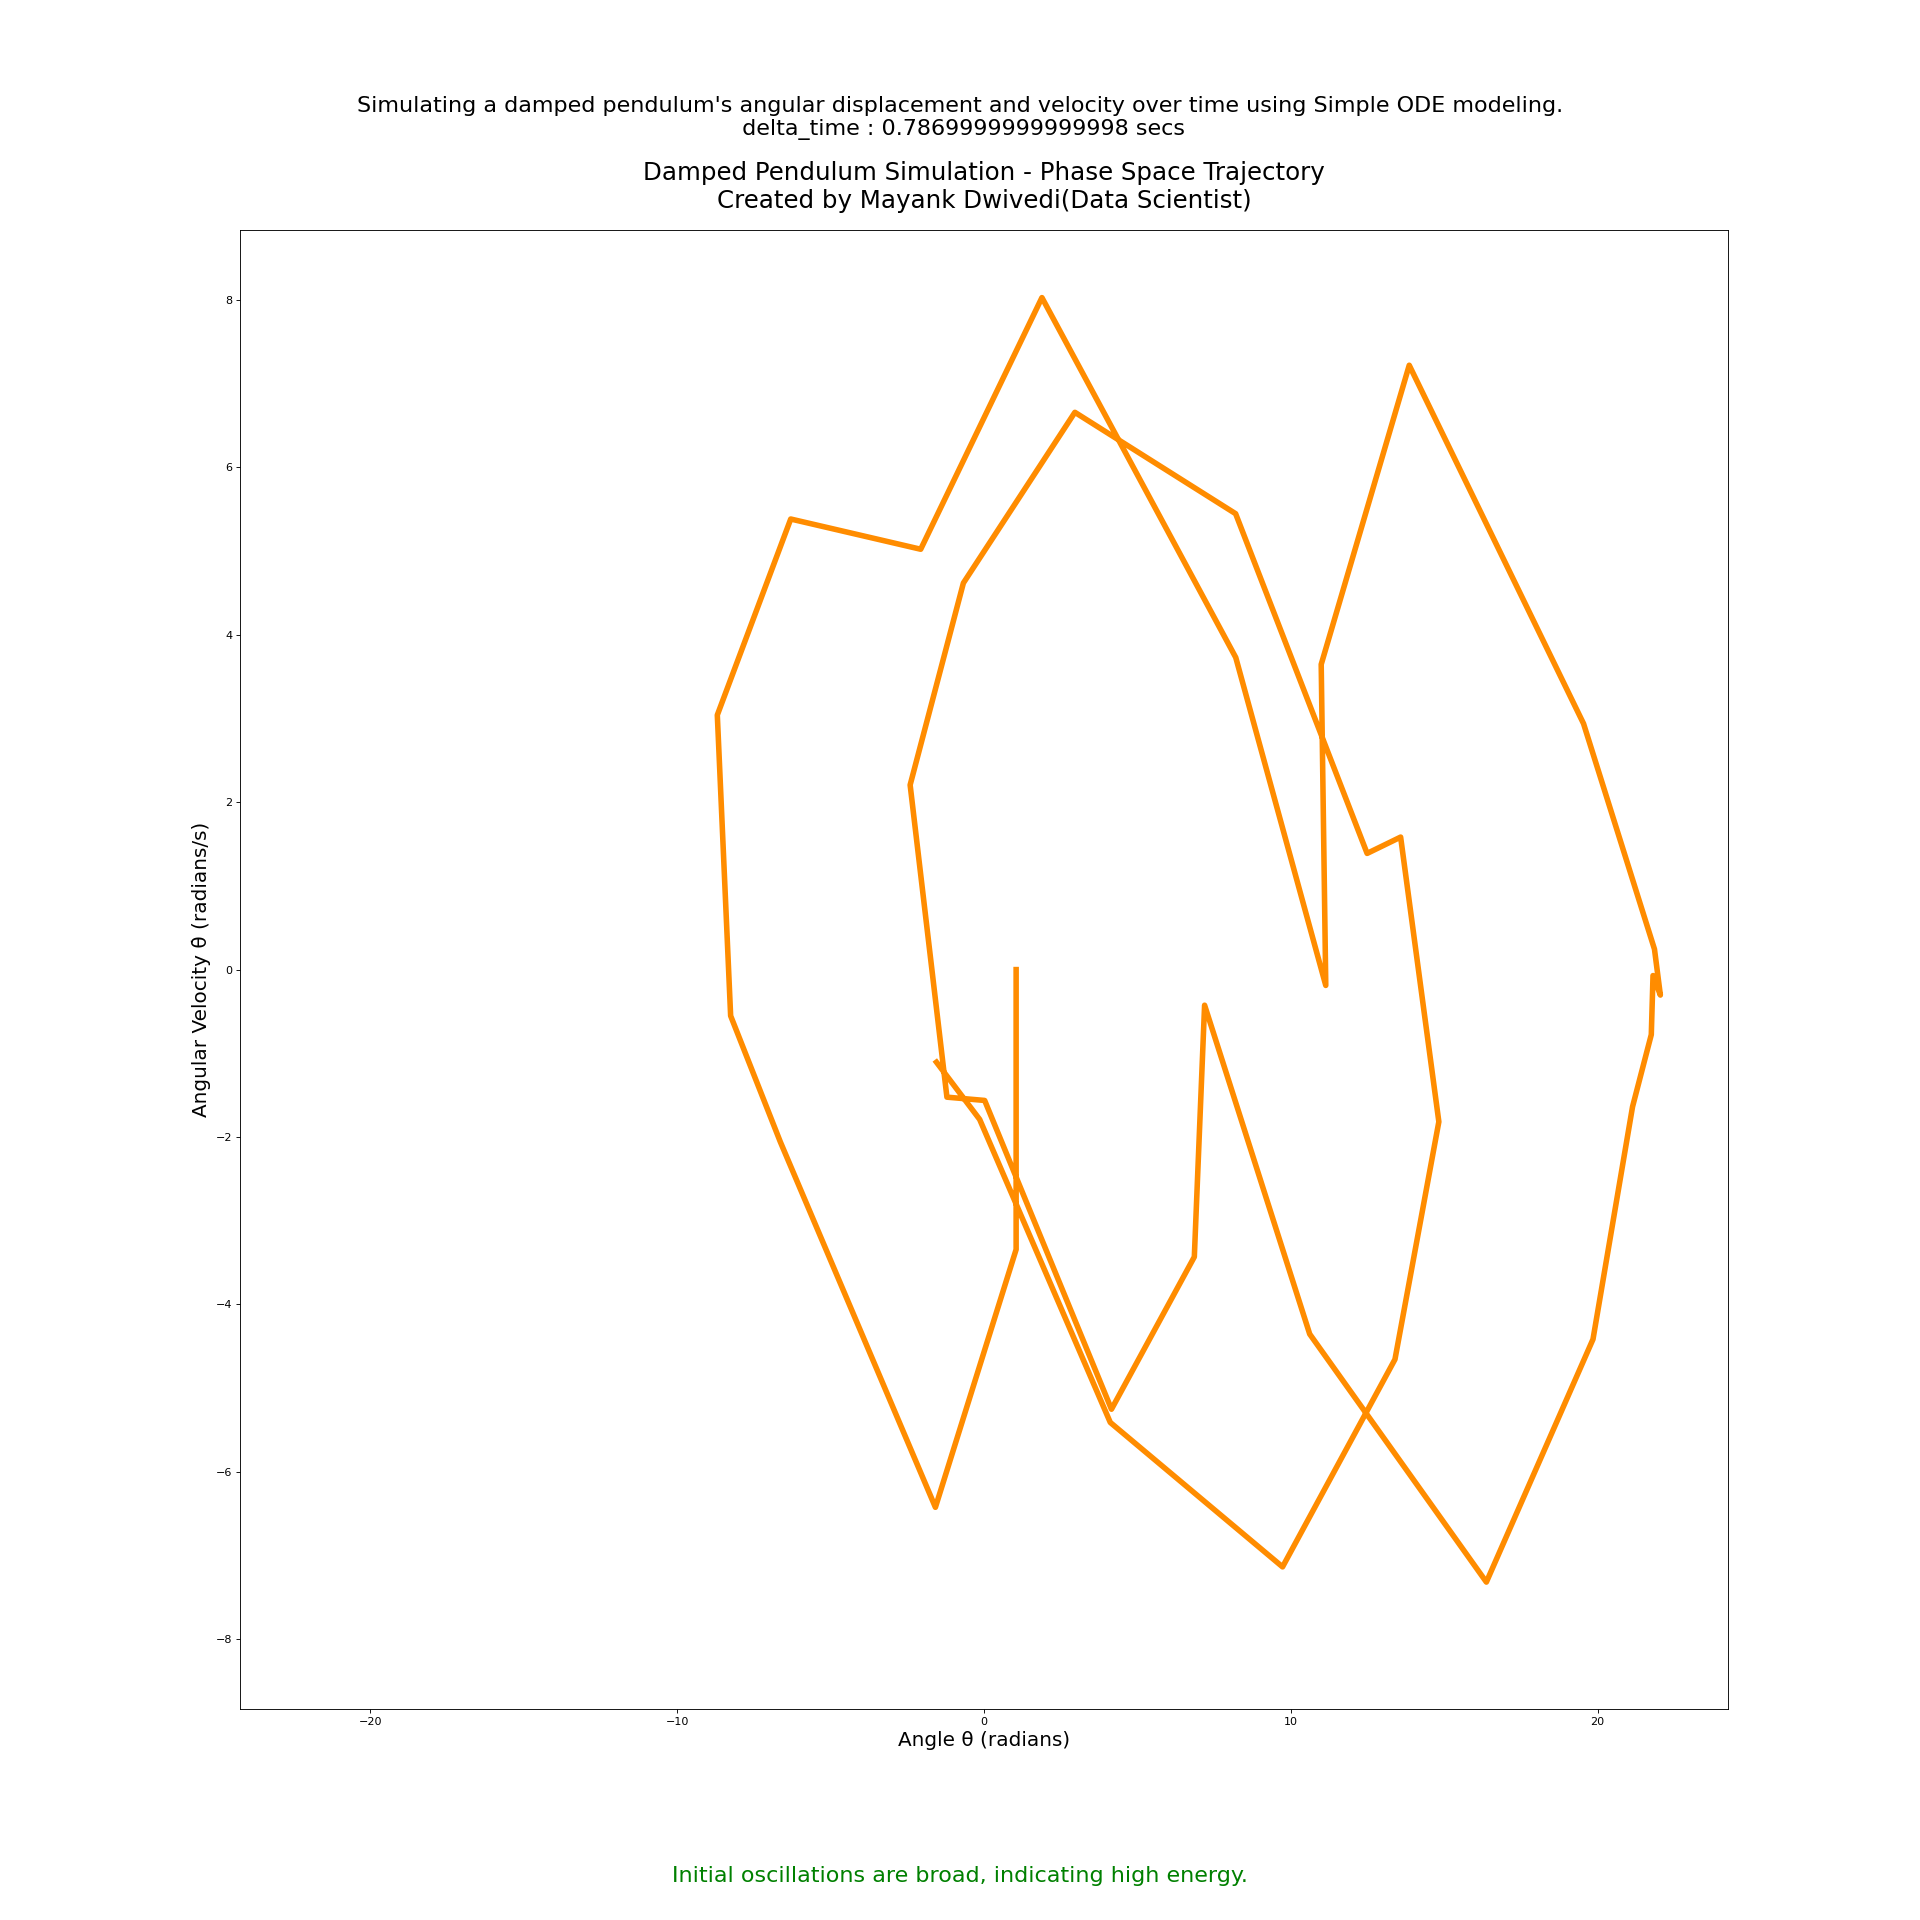 Simulating a damped pendulum's angular displacement and velocity over time using Simple ODE modeling.
delta_time : 0.7869999999999998 secs
Damped Pendulum Simulation - Phase Space Trajectory
Created by Mayank Dwivedi(Data Scientist)
8
6
4
2
0
−2
−4
−6
−8
Angular Velocity θ̇ (radians/s)
−20
−10
0
10
20
Angle θ (radians)
Initial oscillations are broad, indicating high energy.